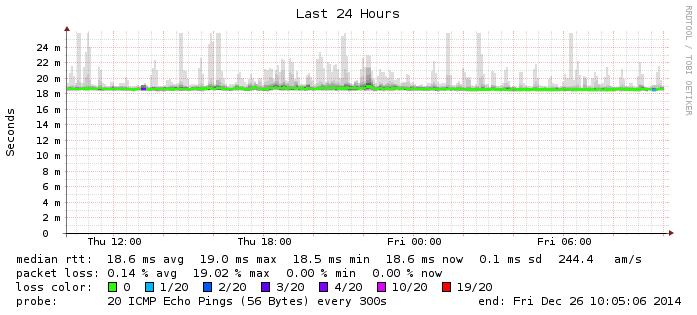 Last 24 Hours
RRDTOOL / TOBI OETIKER
Seconds
24 m
22 m
20 m
18 m
16 m
14 m
12 m
10 m
8 m
6 m
4 m
2 m
0
Thu 12:00 Thu 18:00 Fri 00:00 Fri 06:00
median rtt: 18.6 ms avg 19.0 ms max 18.5 ms min 18.6 ms now 0.1 ms sd 244.4 am/s
packet loss: 0.14 % avg 19.02 % max 0.00 % min 0.00 % now
loss color: 0 1/20 2/20 3/20 4/20 10/20 19/20
probe: 20 ICMP Echo Pings (56 Bytes) every 300s end: Fri Dec 26 10:05:06 2014